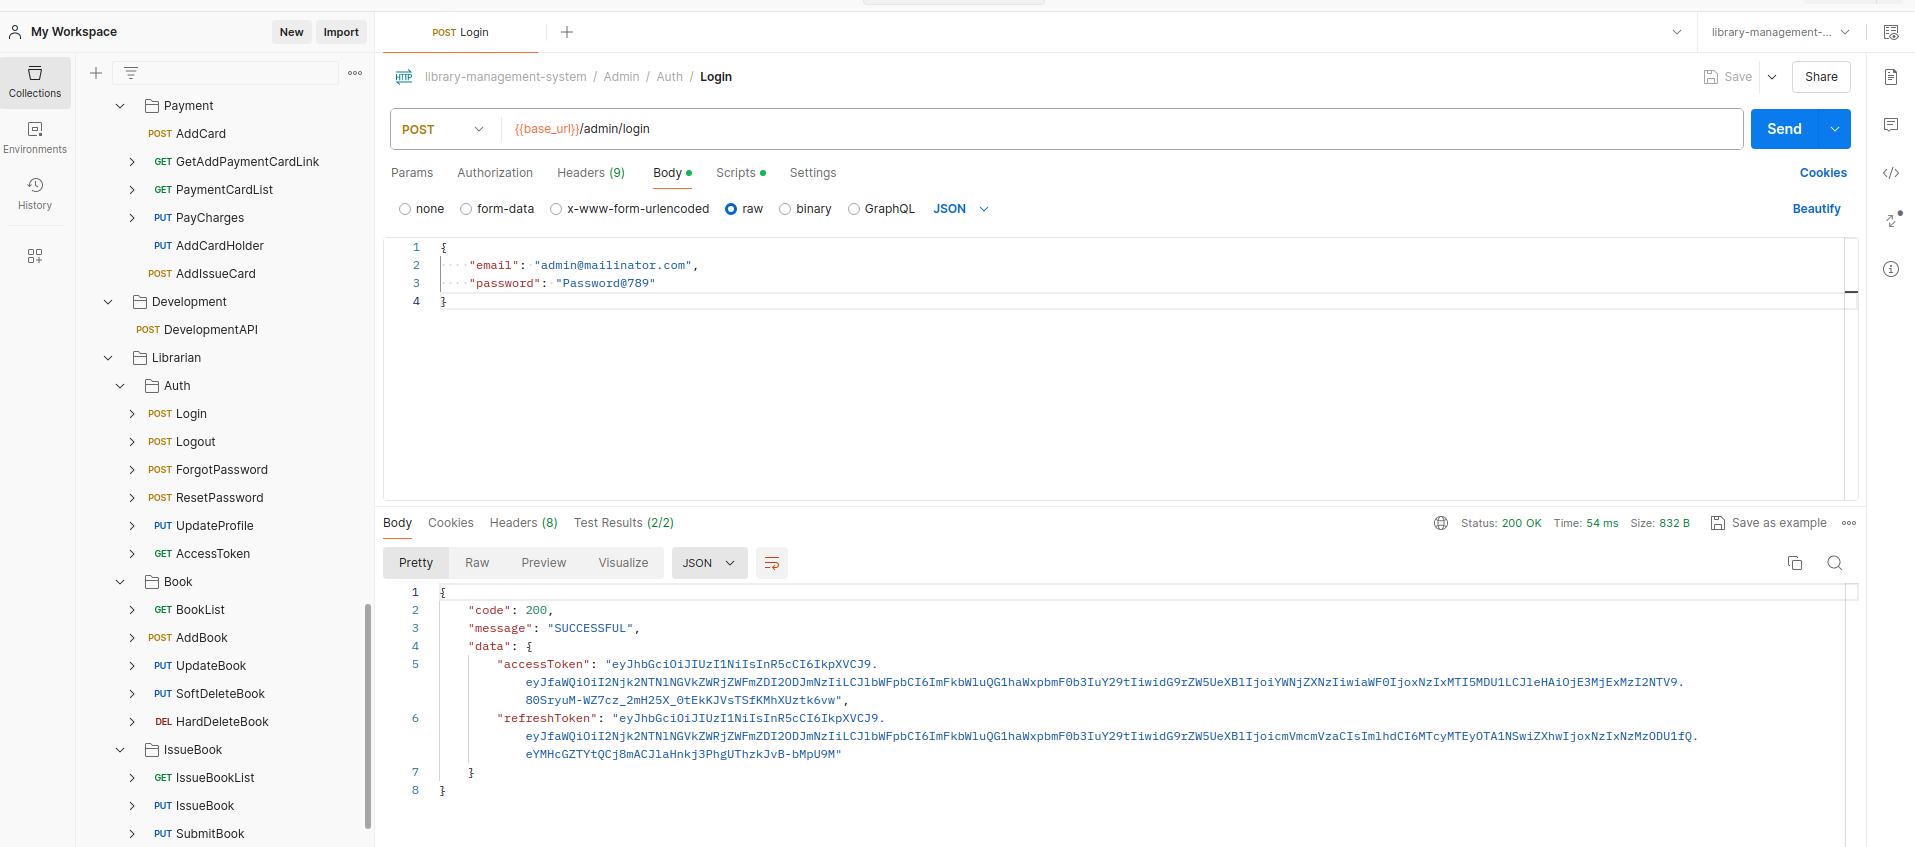 My Workspace
New
Import
POST Login
library-management-...
Collections
Environments
History
Payment
POST AddCard
GET GetAddPaymentCardLink
GET PaymentCardList
PUT PayCharges
PUT AddCardHolder
POST AddIssueCard
Development
POST DevelopmentAPI
Librarian
Auth
POST Login
POST Logout
POST ForgotPassword
POST ResetPassword
PUT UpdateProfile
GET AccessToken
Book
GET BookList
POST AddBook
PUT UpdateBook
PUT SoftDeleteBook
DEL HardDeleteBook
IssueBook
GET IssueBookList
PUT IssueBook
PUT SubmitBook
HTTP library-management-system / Admin / Auth / Login
Save
Share
POST {{base_url}}/admin/login
Send
Params Authorization Headers (9) Body Scripts Settings
Cookies
none form-data x-www-form-urlencoded raw binary GraphQL JSON
Beautify
1 {
2 "email": "admin@mailinator.com",
3 "password": "Password@789"
4 }
Body Cookies Headers (8) Test Results (2/2)
Status: 200 OK Time: 54 ms Size: 832 B
Save as example
Pretty Raw Preview Visualize JSON
1 {
2 "code": 200,
3 "message": "SUCCESSFUL",
4 "data": {
5 "accessToken": "eyJhbGciOiJIUzI1NiIsInR5cCI6IkpXVCJ9.
eyJfaWQiOiI2Njk2NTNlNGVkZWRjZWFmZDI2ODJmNzIiLCJlbWFpbCI6ImFkbWluQG1haWxpbmF0b3IuY29tIiwidG9rZW5UeXBlIjoiYWNjZXNzIiwiaWF0IjoxNzIxMTI5MDU1LCJleHAiOjE3MjExMzI2NTV9.
80SryuM-WZ7cz_2mH25X_0tEkKJVsTSfKMhXUztk6vw",
6 "refreshToken": "eyJhbGciOiJIUzI1NiIsInR5cCI6IkpXVCJ9.
eyJfaWQiOiI2Njk2NTNlNGVkZWRjZWFmZDI2ODJmNzIiLCJlbWFpbCI6ImFkbWluQG1haWxpbmF0b3IuY29tIiwidG9rZW5UeXBlIjoicmVmcmVzaCIsImlhdCI6MTcyMTEyOTA1NSwiZXhwIjoxNzIxNzMzODU1fQ.
eYMHcGZTYtQCj8mACJlaHnkj3PhgUThzkJvB-bMpU9M"
7 }
8 }